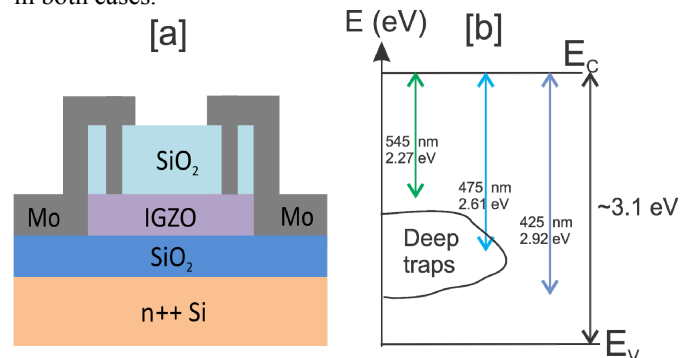 in both cases.
[a]
SiO2
Mo
IGZO
Mo
SiO2
n++ Si
E (eV)
[b]
EC
545 nm
2.27 eV
475 nm
2.61 eV
425 nm
2.92 eV
~3.1 eV
Deep
traps
EV